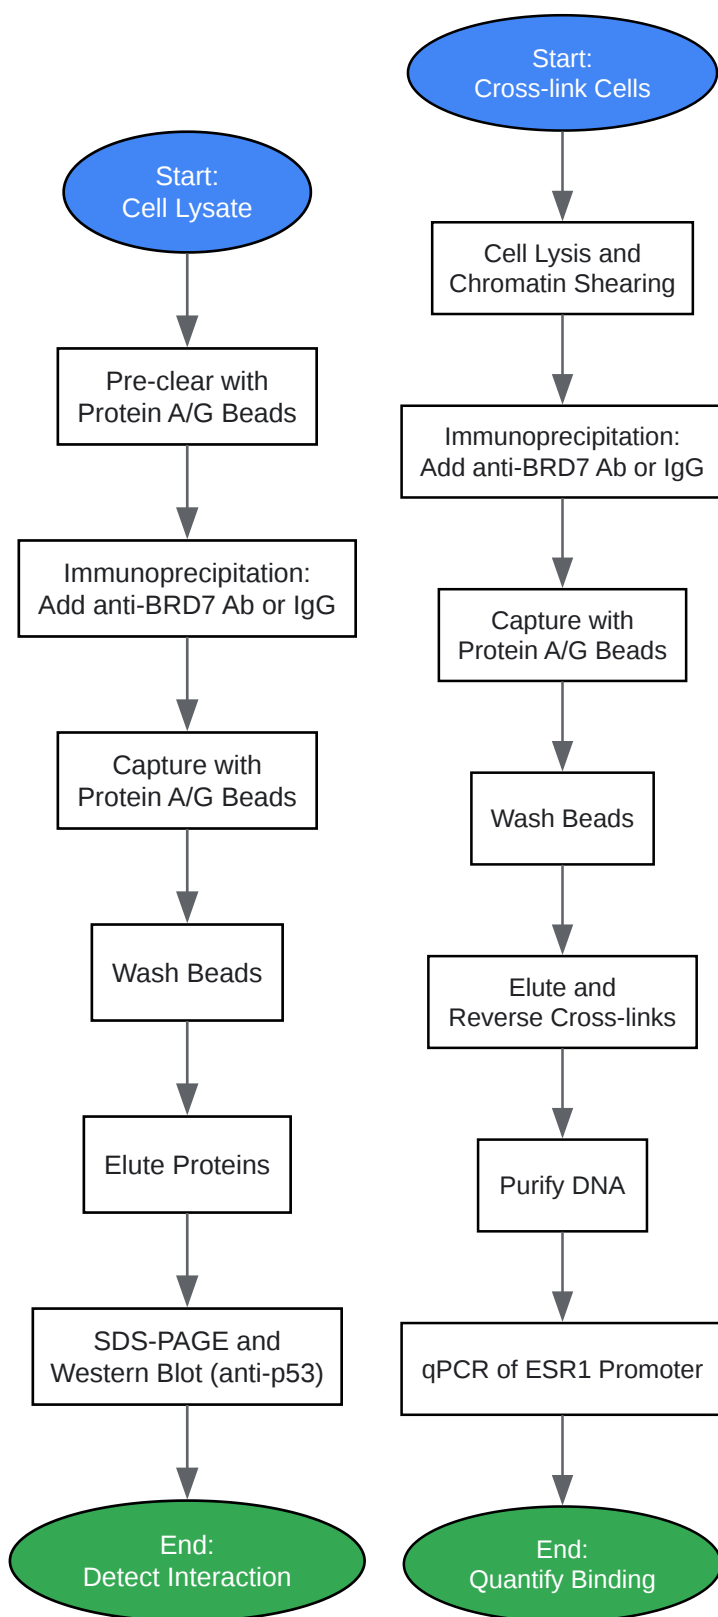 Start:
Cell Lysate
Pre-clear with
Protein A/G Beads
Immunoprecipitation:
Add anti-BRD7 Ab or IgG
Capture with
Protein A/G Beads
Wash Beads
Elute Proteins
SDS-PAGE and
Western Blot (anti-p53)
End:
Detect Interaction
Start:
Cross-link Cells
Cell Lysis and
Chromatin Shearing
Immunoprecipitation:
Add anti-BRD7 Ab or IgG
Capture with
Protein A/G Beads
Wash Beads
Elute and
Reverse Cross-links
Purify DNA
qPCR of ESR1 Promoter
End:
Quantify Binding